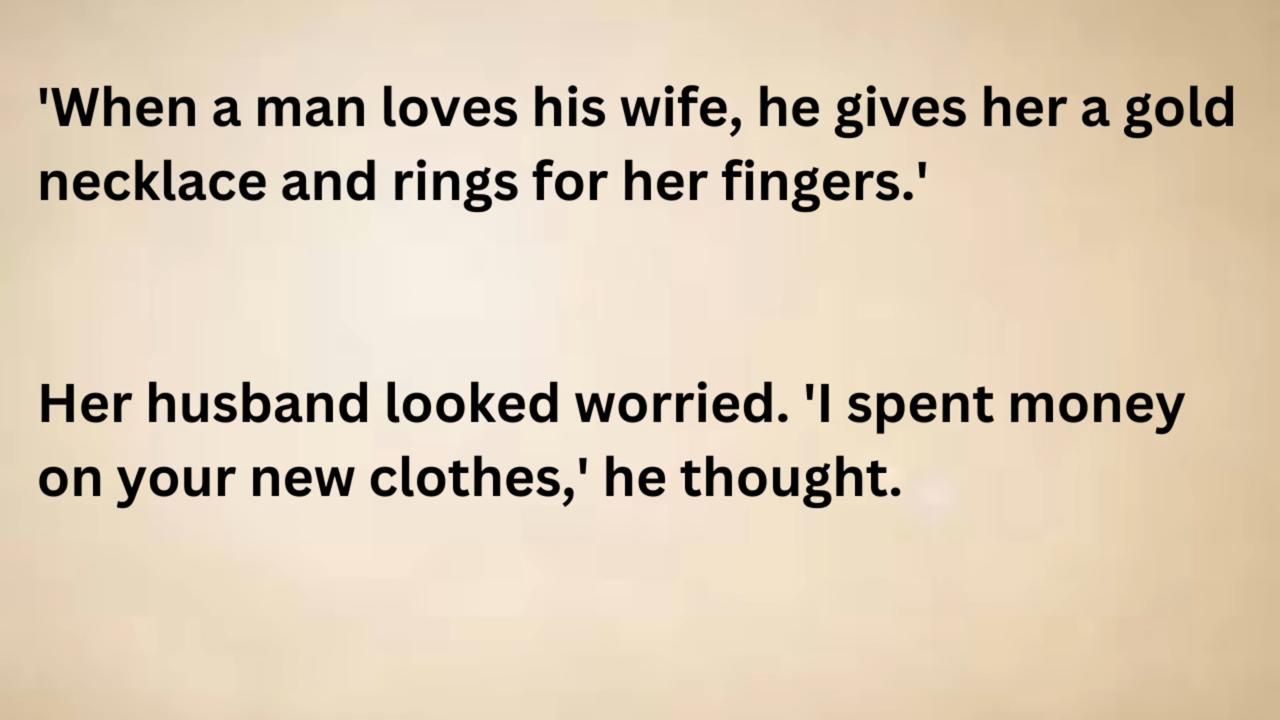 'When a man loves his wife, he gives her a gold
necklace and rings for her fingers.'
Her husband looked worried. 'I spent money
on your new clothes,' he thought.